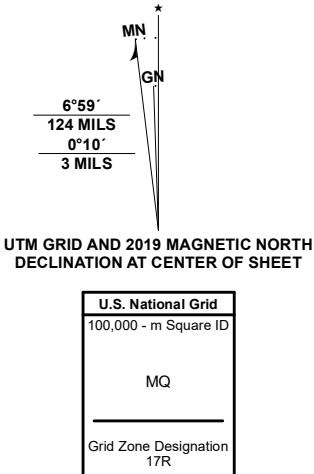 ★
MN
GN
6°59´
124 MILS
0°10´
3 MILS
UTM GRID AND 2019 MAGNETIC NORTH
DECLINATION AT CENTER OF SHEET
U.S. National Grid
100,000 - m Square ID
MQ
Grid Zone Designation
17R